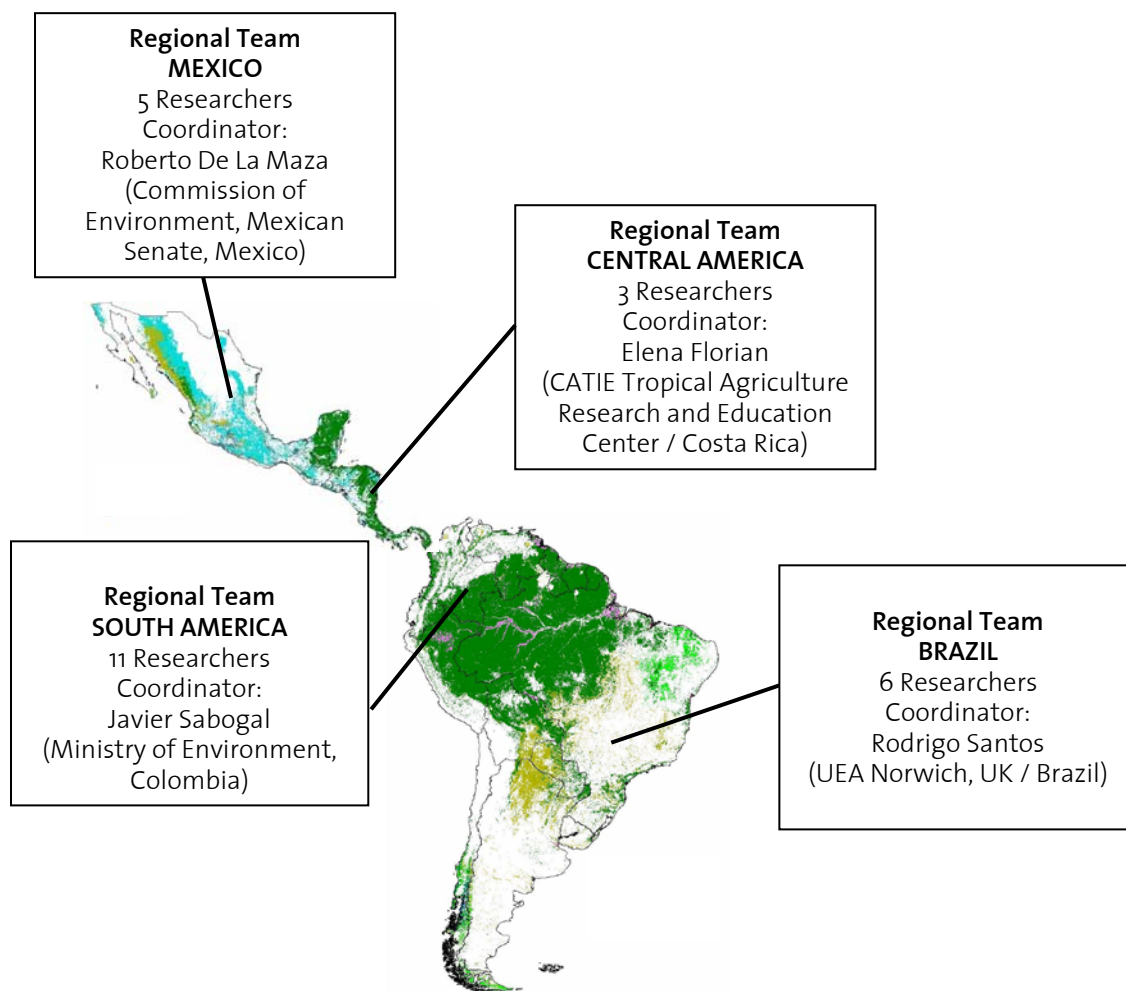 Regional Team
MEXICO
5 Researchers
Coordinator:
Roberto De La Maza
(Commission of
Environment, Mexican
Senate, Mexico)
Regional Team
CENTRAL AMERICA
3 Researchers
Coordinator:
Elena Florian
(CATIE Tropical Agriculture
Research and Education
Center / Costa Rica)
Regional Team
SOUTH AMERICA
11 Researchers
Coordinator:
Javier Sabogal
(Ministry of Environment,
Colombia)
Regional Team
BRAZIL
6 Researchers
Coordinator:
Rodrigo Santos
(UEA Norwich, UK / Brazil)